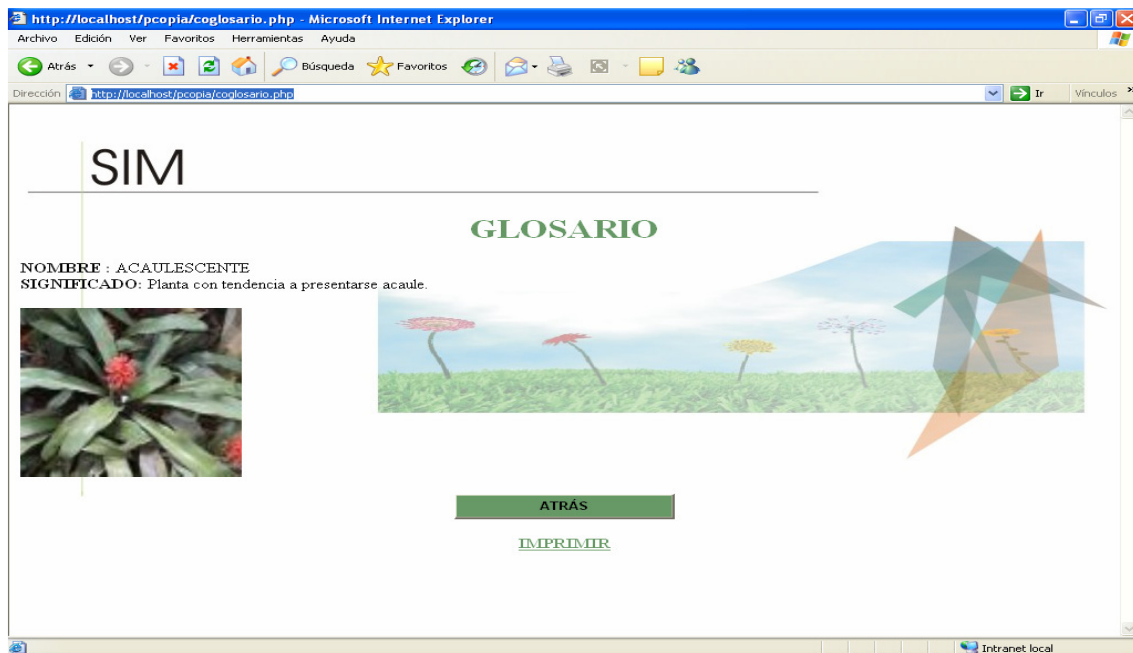 http://localhost/pcopia/coglosario.php - Microsoft Internet Explorer
Archivo Edición Ver Favoritos Herramientas Ayuda
Atrás Búsqueda Favoritos
Dirección http://localhost/pcopia/coglosario.php Ir Vínculos »
SIM
GLOSARIO
NOMBRE : ACAULESCENTE
SIGNIFICADO: Planta con tendencia a presentarse acaule.
ATRÁS
IMPRIMIR
Intranet local